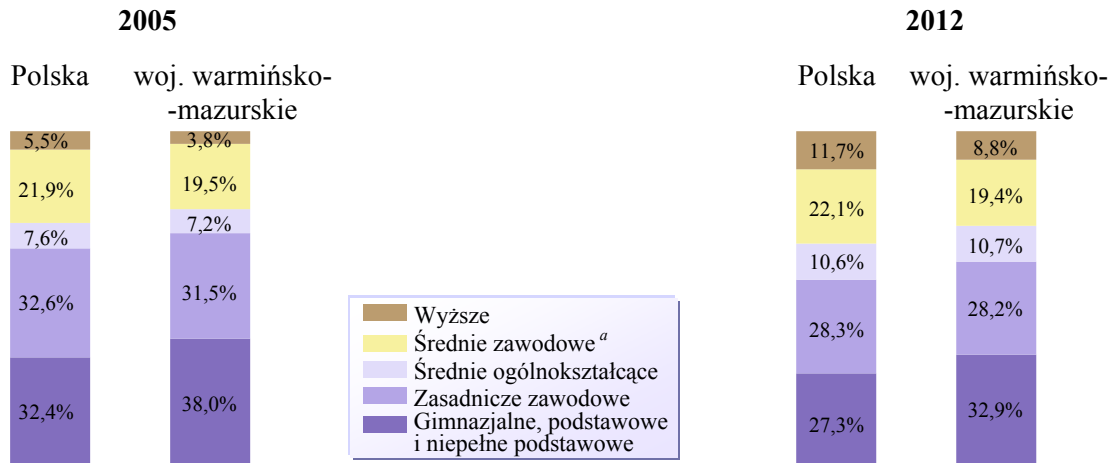 2005
Polska
woj. warmińsko-
-mazurskie
5,5%
21,9%
7,6%
32,6%
32,4%
3,8%
19,5%
7,2%
31,5%
38,0%
Wyższe
Średnie zawodowe a
Średnie ogólnokształcące
Zasadnicze zawodowe
Gimnazjalne, podstawowe
i niepełne podstawowe
2012
Polska
woj. warmińsko-
-mazurskie
11,7%
22,1%
10,6%
28,3%
27,3%
8,8%
19,4%
10,7%
28,2%
32,9%